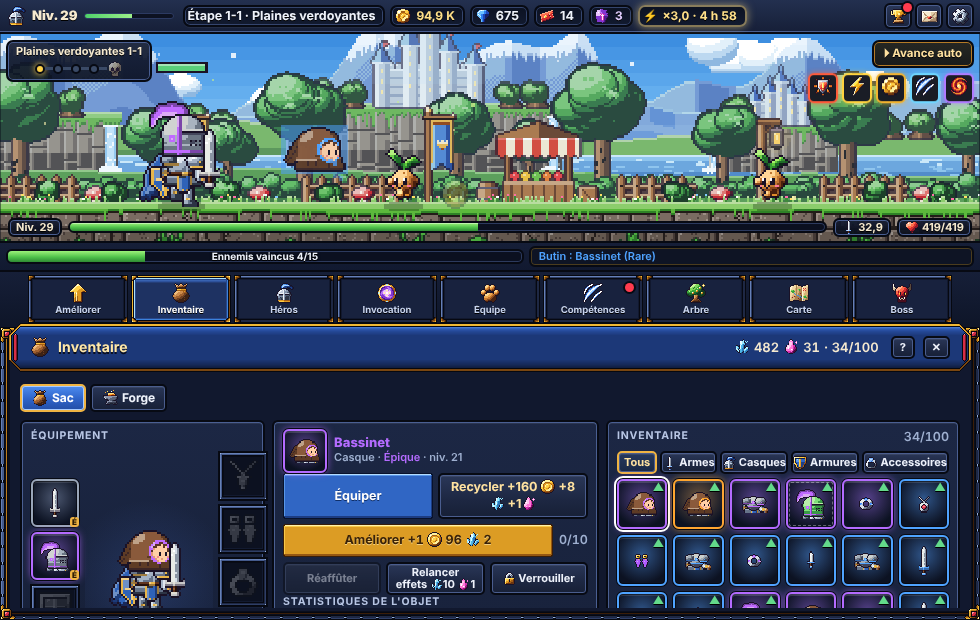 Niv. 29
Étape 1-1 · Plaines verdoyantes
94,9 K
675
14
3
×3,0 · 4 h 58
Plaines verdoyantes 1-1
Avance auto
Niv. 29
32,9
419/419
Ennemis vaincus 4/15
Butin : Bassinet (Rare)
Améliorer
Inventaire
Héros
Invocation
Equipe
Compétences
Arbre
Carte
Boss
Inventaire
482
31 · 34/100
?
×
Sac
Forge
ÉQUIPEMENT
E
E
Bassinet
Casque · Épique · niv. 21
Équiper
Recycler +160 +8
+1
Améliorer +1 96 2
0/10
Réaffûter
Relancer
effets 10 1
Verrouiller
STATISTIQUES DE L'OBJET
INVENTAIRE
34/100
Tous
Armes
Casques
Armures
Accessoires